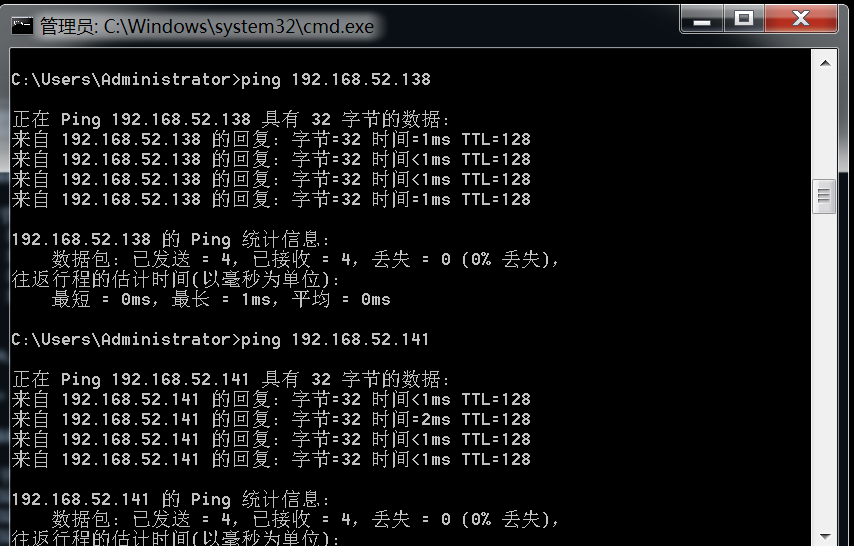 管理员: C:\Windows\system32\cmd.exe
C:\Users\Administrator>ping 192.168.52.138
正在 Ping 192.168.52.138 具有 32 字节的数据:
来自 192.168.52.138 的回复: 字节=32 时间=1ms TTL=128
来自 192.168.52.138 的回复: 字节=32 时间<1ms TTL=128
来自 192.168.52.138 的回复: 字节=32 时间<1ms TTL=128
来自 192.168.52.138 的回复: 字节=32 时间=1ms TTL=128
192.168.52.138 的 Ping 统计信息:
数据包: 已发送 = 4，已接收 = 4，丢失 = 0 (0% 丢失)，
往返行程的估计时间(以毫秒为单位):
最短 = 0ms，最长 = 1ms，平均 = 0ms
C:\Users\Administrator>ping 192.168.52.141
正在 Ping 192.168.52.141 具有 32 字节的数据:
来自 192.168.52.141 的回复: 字节=32 时间<1ms TTL=128
来自 192.168.52.141 的回复: 字节=32 时间=2ms TTL=128
来自 192.168.52.141 的回复: 字节=32 时间<1ms TTL=128
来自 192.168.52.141 的回复: 字节=32 时间<1ms TTL=128
192.168.52.141 的 Ping 统计信息:
数据包: 已发送 = 4，已接收 = 4，丢失 = 0 (0% 丢失)，
往返行程的估计时间(以毫秒为单位):